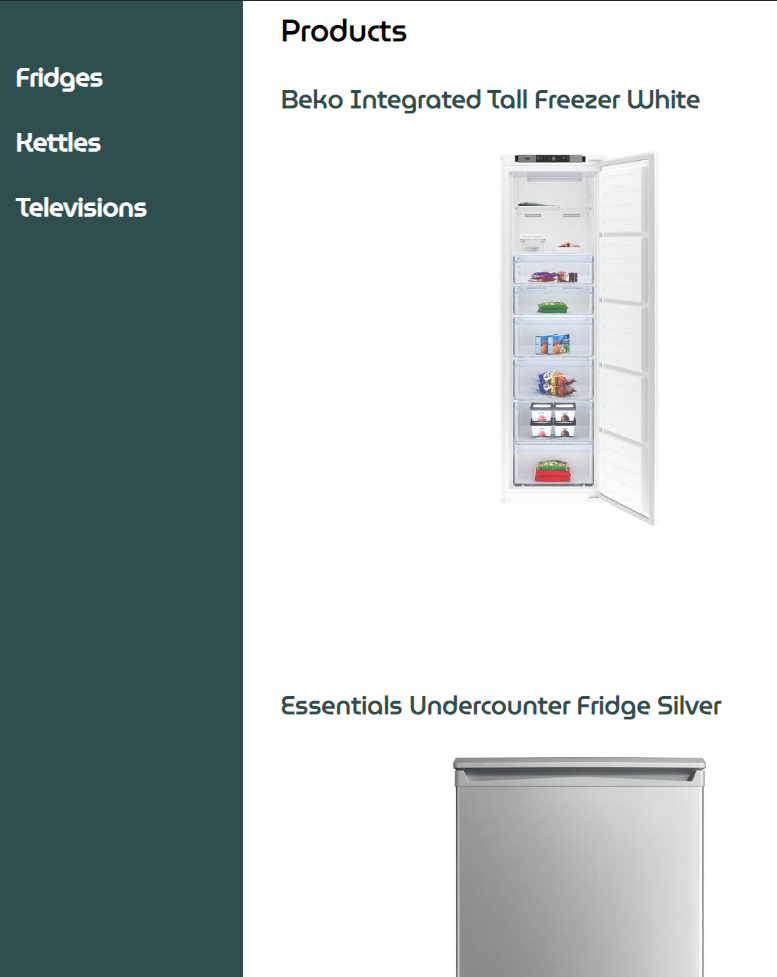 Products
Fridges
Kettles
Televisions
Beko Integrated Tall Freezer White
Essentials Undercounter Fridge Silver